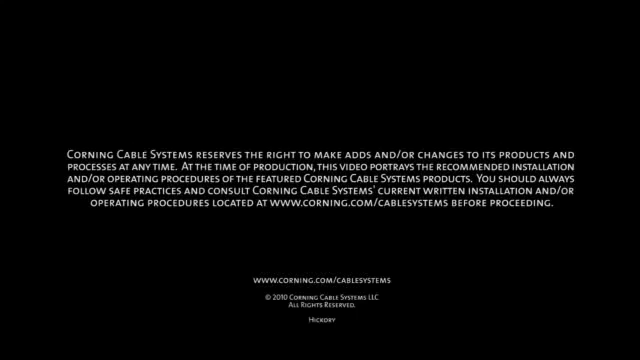 Corning Cable Systems reserves the right to make adds and/or changes to its products and
processes at any time. At the time of production, this video portrays the recommended installation
and/or operating procedures of the featured Corning Cable Systems products. You should always
follow safe practices and consult Corning Cable Systems' current written installation and/or
operating procedures located at www.corning.com/cablesystems before proceeding.
www.corning.com/cablesystems
© 2010 Corning Cable Systems LLC
All Rights Reserved.
Hickory